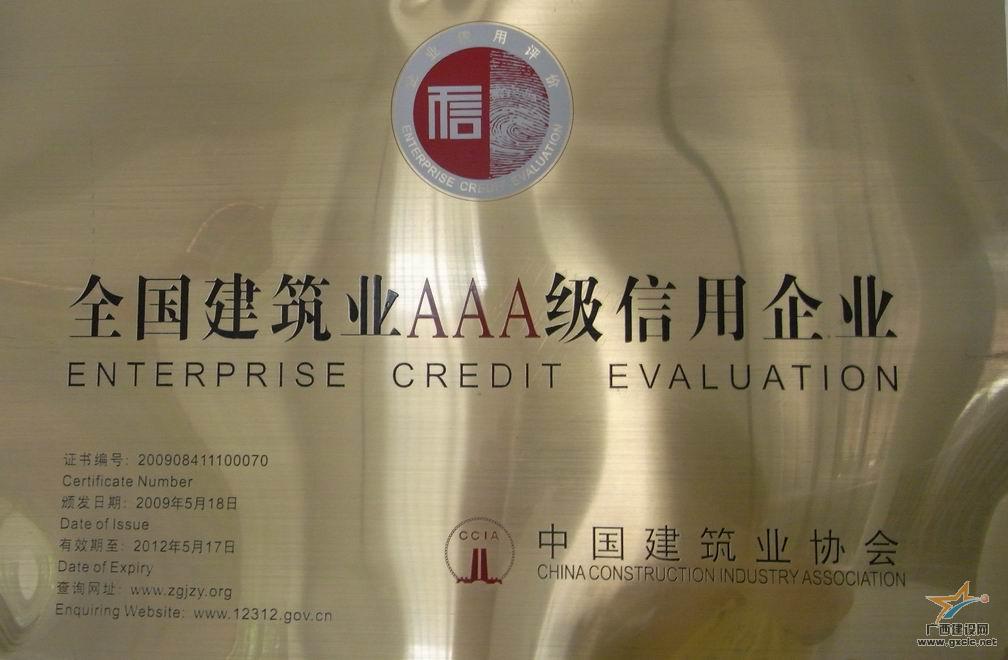 企业信用评价
信
ENTERPRISE CREDIT EVALUATION
全国建筑业AAA级信用企业
ENTERPRISE CREDIT EVALUATION
证书编号: 200908411100070
Certificate Number
颁发日期: 2009年5月18日
Date of Issue
有效期至: 2012年5月17日
Date of Expiry
查询网址: www.zgjzy.org
Enquiring Website: www.12312.gov.cn
CCIA
中国建筑业协会
CHINA CONSTRUCTION INDUSTRY ASSOCIATION
广西建设网
www.gxcic.net